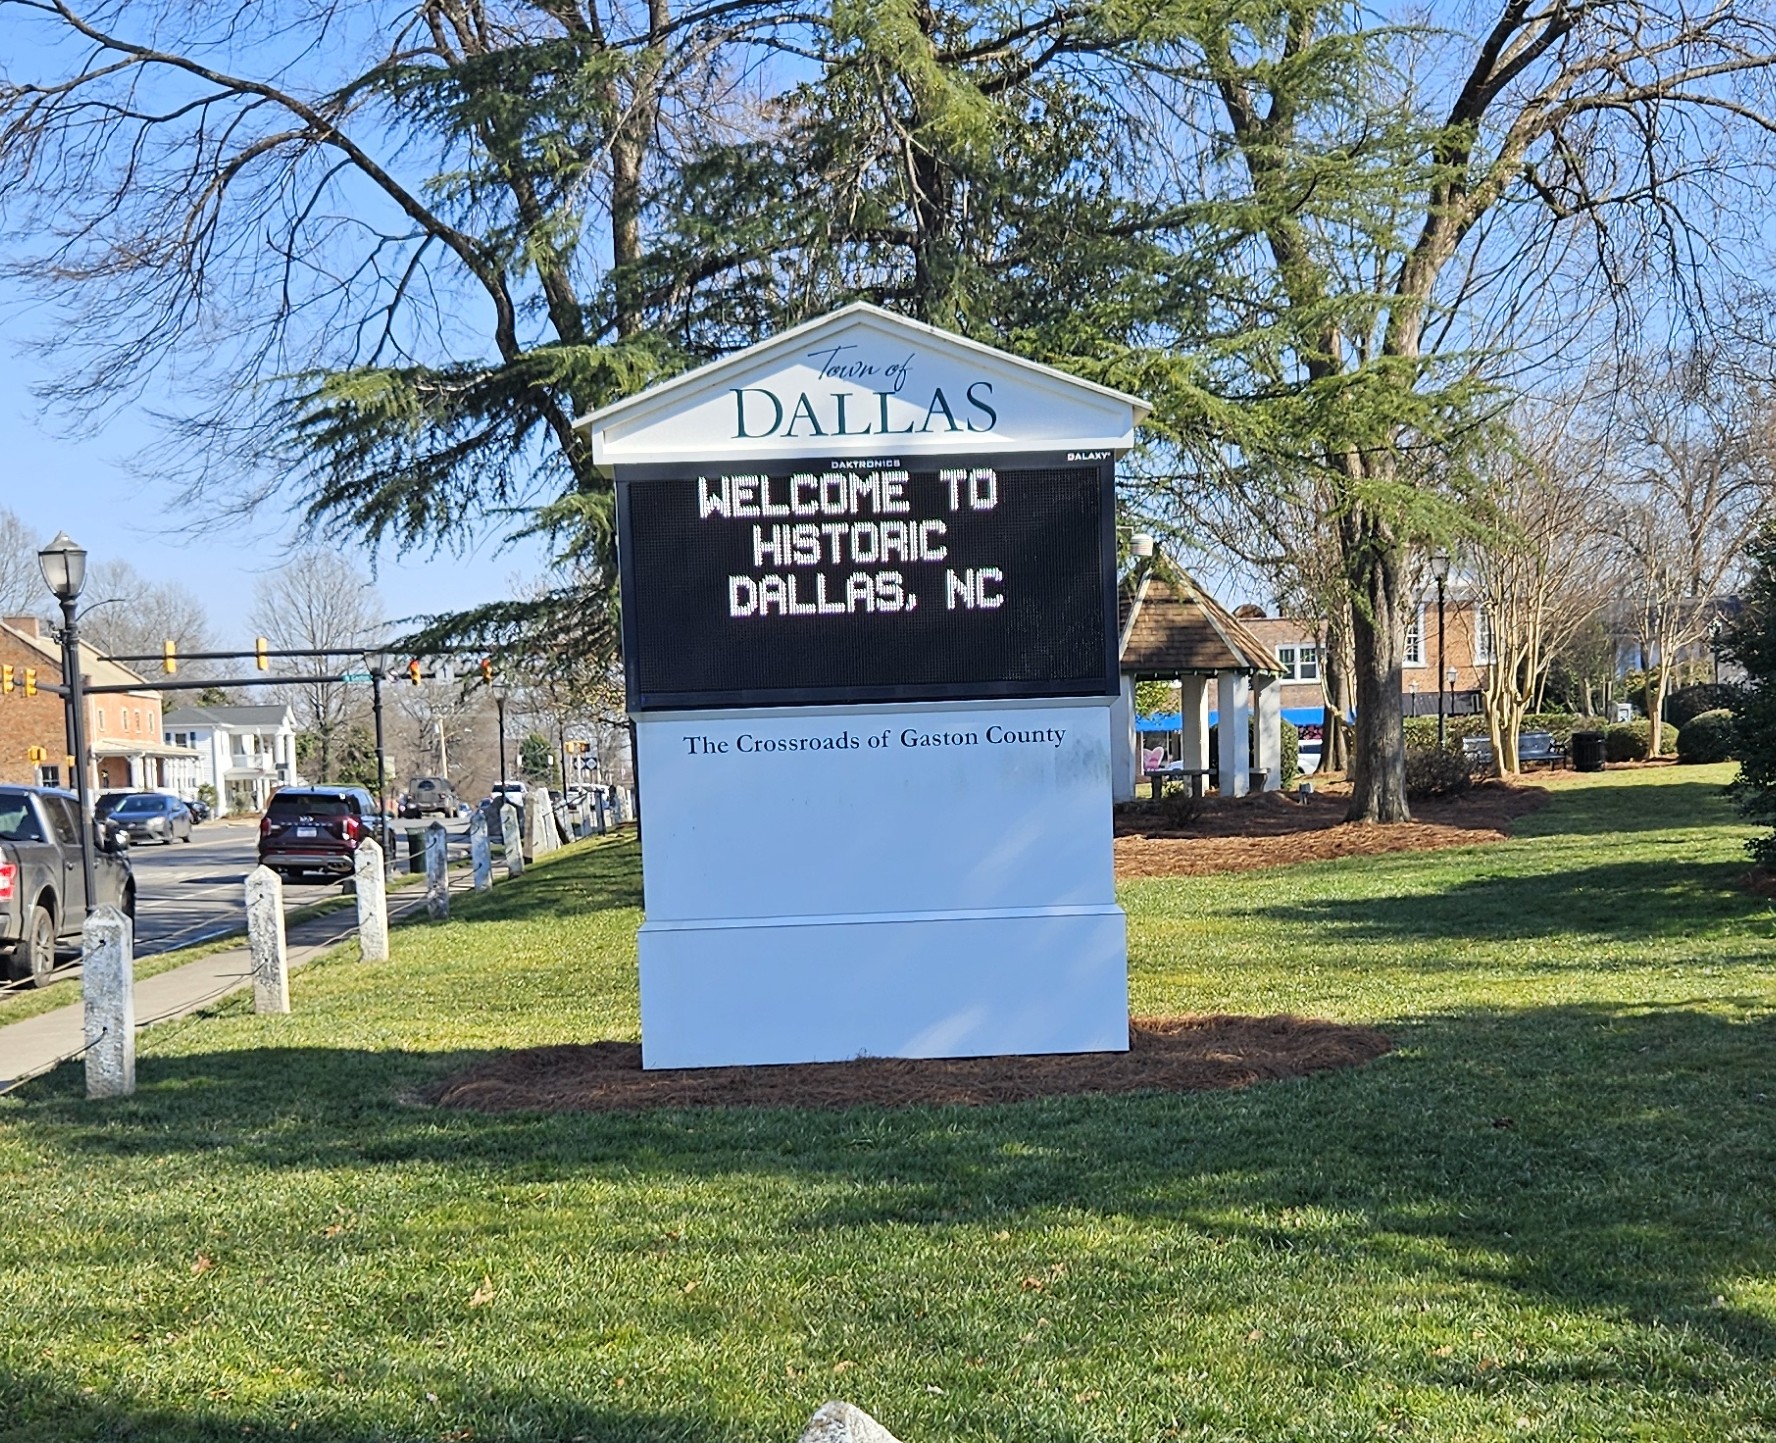 Town of
DALLAS
DAKTRONICS GALAXY
WELCOME TO
HISTORIC
DALLAS, NC
The Crossroads of Gaston County